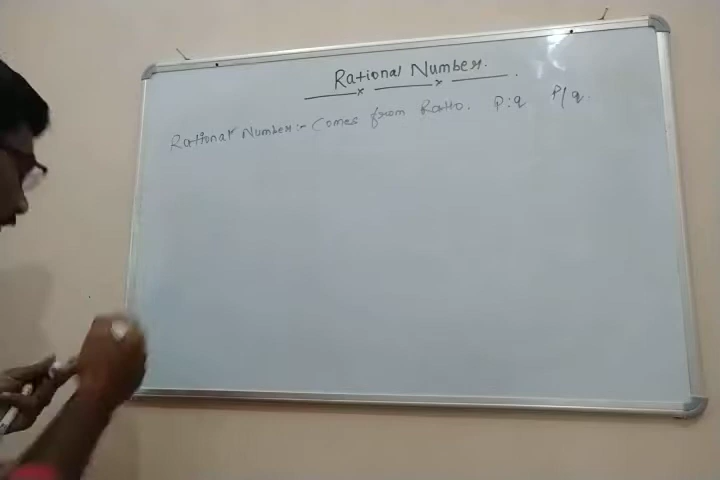 Rational Number.
Rational Number:- Comes from Ratio. P:q P/q.